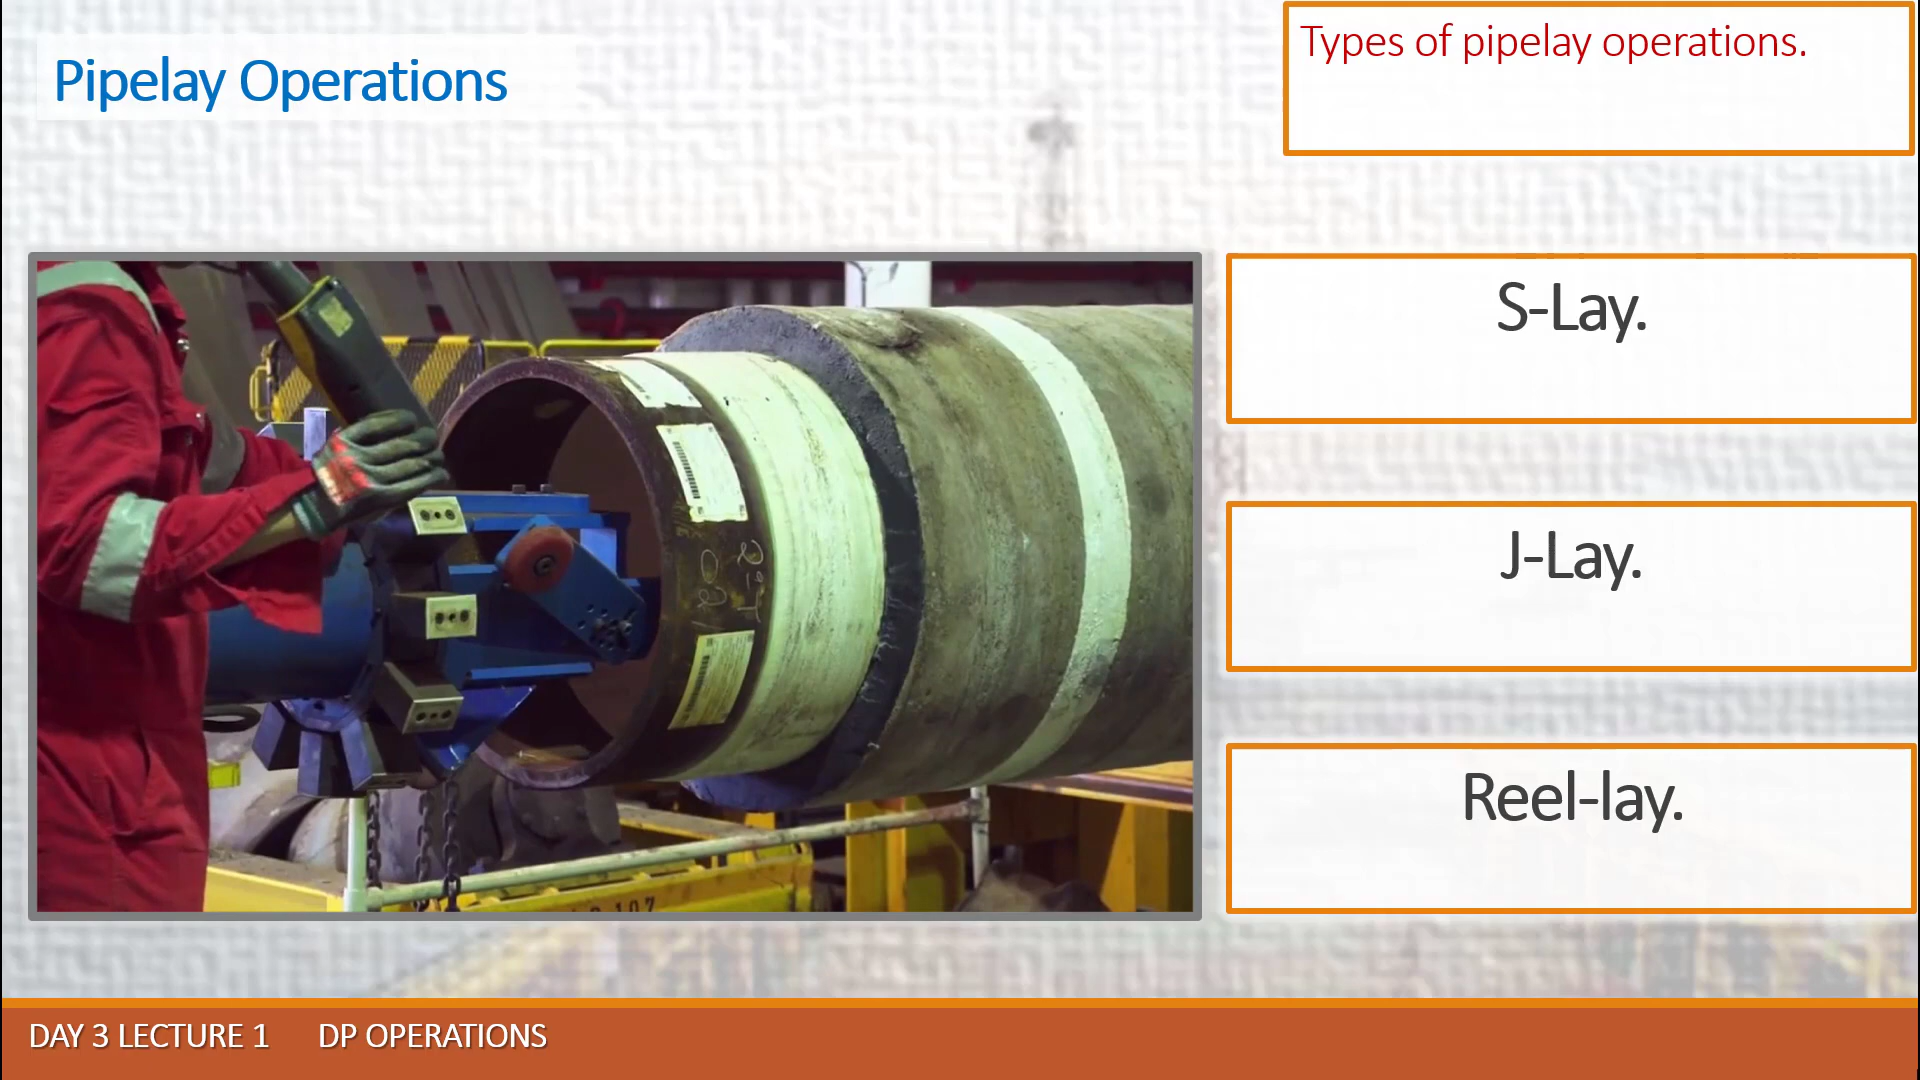 Pipelay Operations
Types of pipelay operations.
S-Lay.
J-Lay.
Reel-lay.
DAY 3 LECTURE 1 DP OPERATIONS